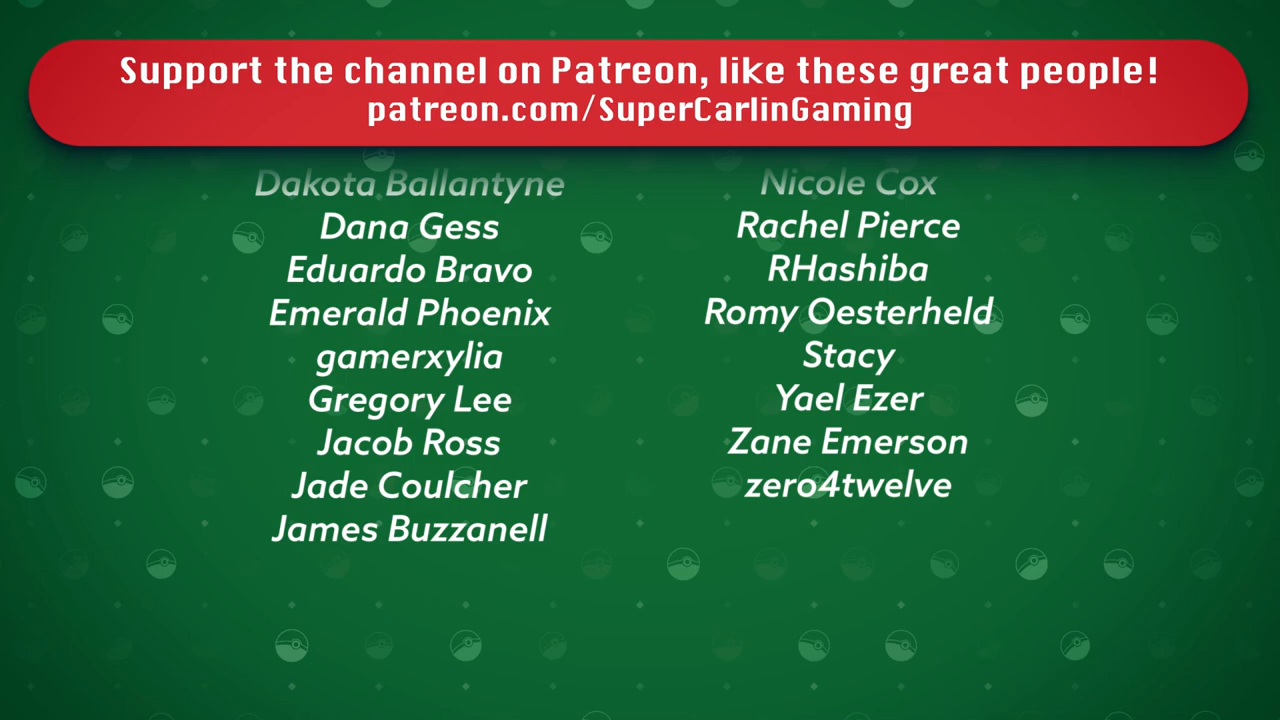 Support the channel on Patreon, like these great people!
patreon.com/SuperCarlinGaming
Dakota Ballantyne
Dana Gess
Eduardo Bravo
Emerald Phoenix
gamerxylia
Gregory Lee
Jacob Ross
Jade Coulcher
James Buzzanell
Nicole Cox
Rachel Pierce
RHashiba
Romy Oesterheld
Stacy
Yael Ezer
Zane Emerson
zero4twelve